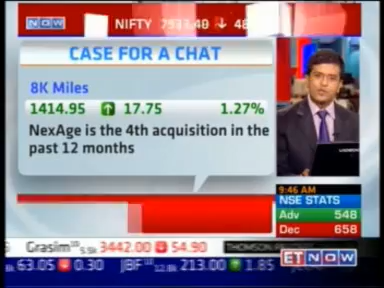 NOW
NIFTY
CASE FOR A CHAT
8K Miles
1414.95 17.75 1.27%
NexAge is the 4th acquisition in the
past 12 months
9:46 AM
NSE STATS
Adv 548
Dec 658
Grasim 3442.00 54.90
63.05 0.30 JBF 213.00 1.85
ET NOW